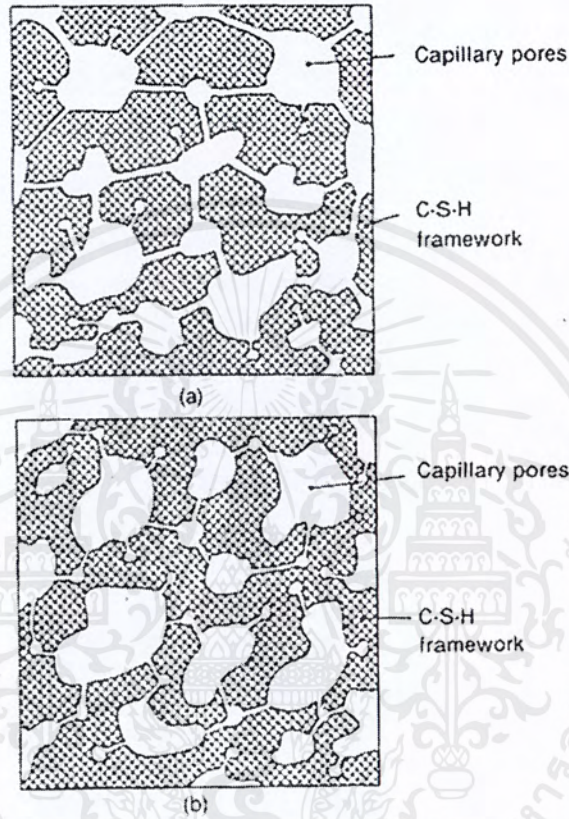 Capillary pores
C-S-H
framework
(a)
Capillary pores
C-S-H
framework
(b)